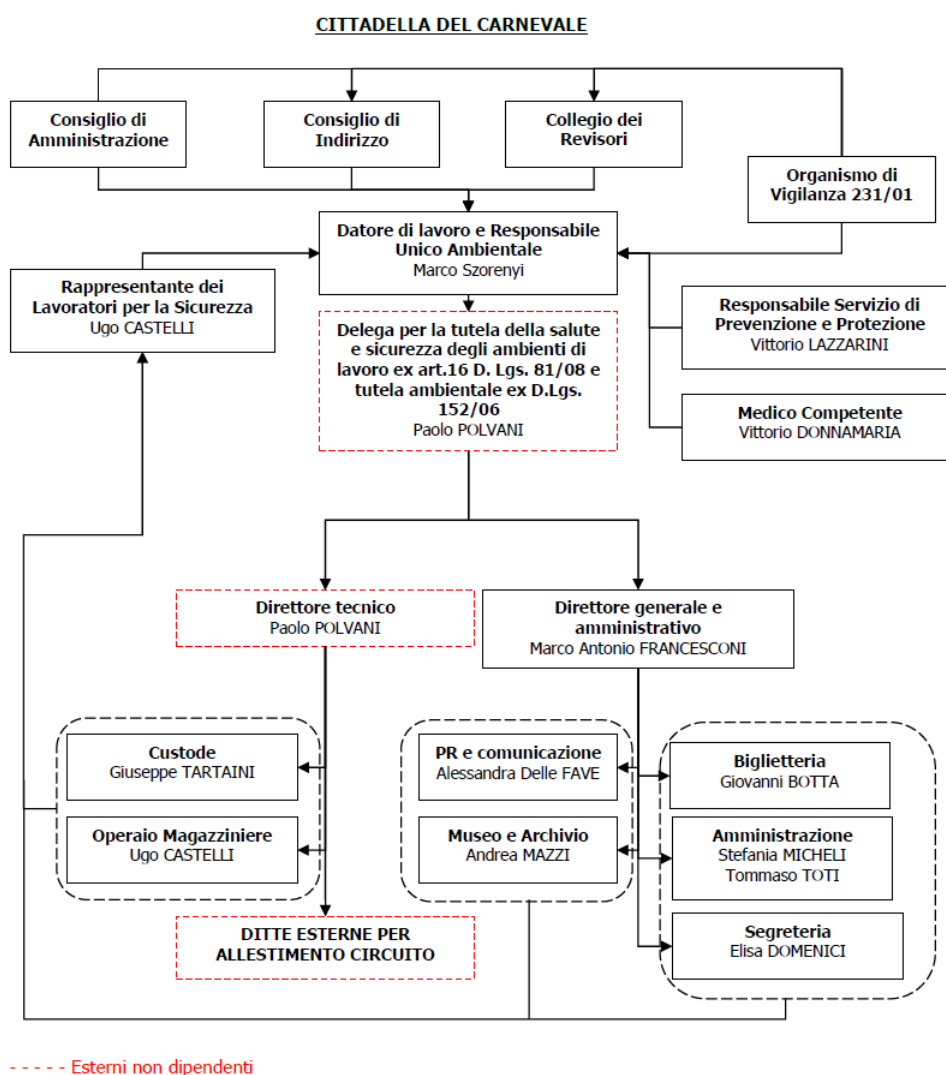 CITTADELLA DEL CARNEVALE
Consiglio di
Amministrazione
Consiglio di
Indirizzo
Collegio dei
Revisori
Organismo di
Vigilanza 231/01
Datore di lavoro e Responsabile
Unico Ambientale
Marco Szorenyi
Rappresentante dei
Lavoratori per la Sicurezza
Ugo CASTELLI
Responsabile Servizio di
Prevenzione e Protezione
Vittorio LAZZARINI
Delega per la tutela della salute
e sicurezza degli ambienti di
lavoro ex art.16 D. Lgs. 81/08 e
tutela ambientale ex D.Lgs.
152/06
Paolo POLVANI
Medico Competente
Vittorio DONNAMARIA
Direttore tecnico
Paolo POLVANI
Direttore generale e
amministrativo
Marco Antonio FRANCESCONI
Custode
Giuseppe TARTAINI
Operaio Magazziniere
Ugo CASTELLI
PR e comunicazione
Alessandra Delle FAVE
Museo e Archivio
Andrea MAZZI
Biglietteria
Giovanni BOTTA
Amministrazione
Stefania MICHELI
Tommaso TOTI
Segreteria
Elisa DOMENICI
DITTE ESTERNE PER
ALLESTIMENTO CIRCUITO
- - - - - Esterni non dipendenti